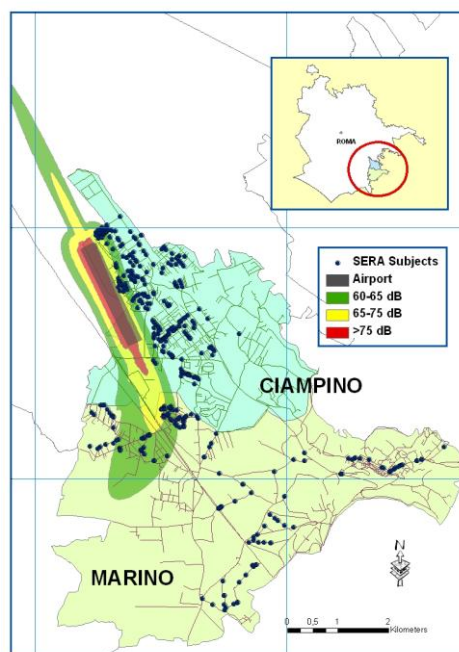 ROMA
SERA Subjects
Airport
60-65 dB
65-75 dB
>75 dB
CIAMPINO
MARINO
N
0 0,5 1 2
Kilometers